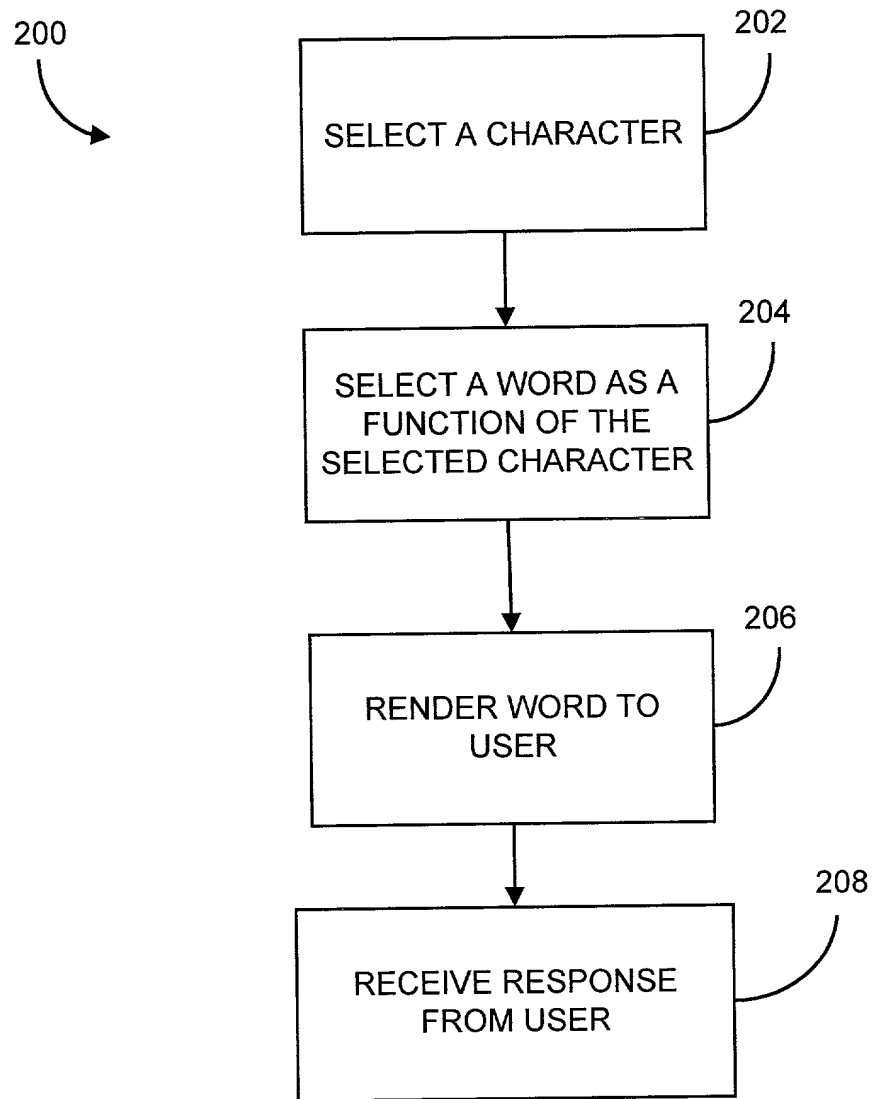 200
202
SELECT A CHARACTER
204
SELECT A WORD AS A
FUNCTION OF THE
SELECTED CHARACTER
206
RENDER WORD TO
USER
208
RECEIVE RESPONSE
FROM USER